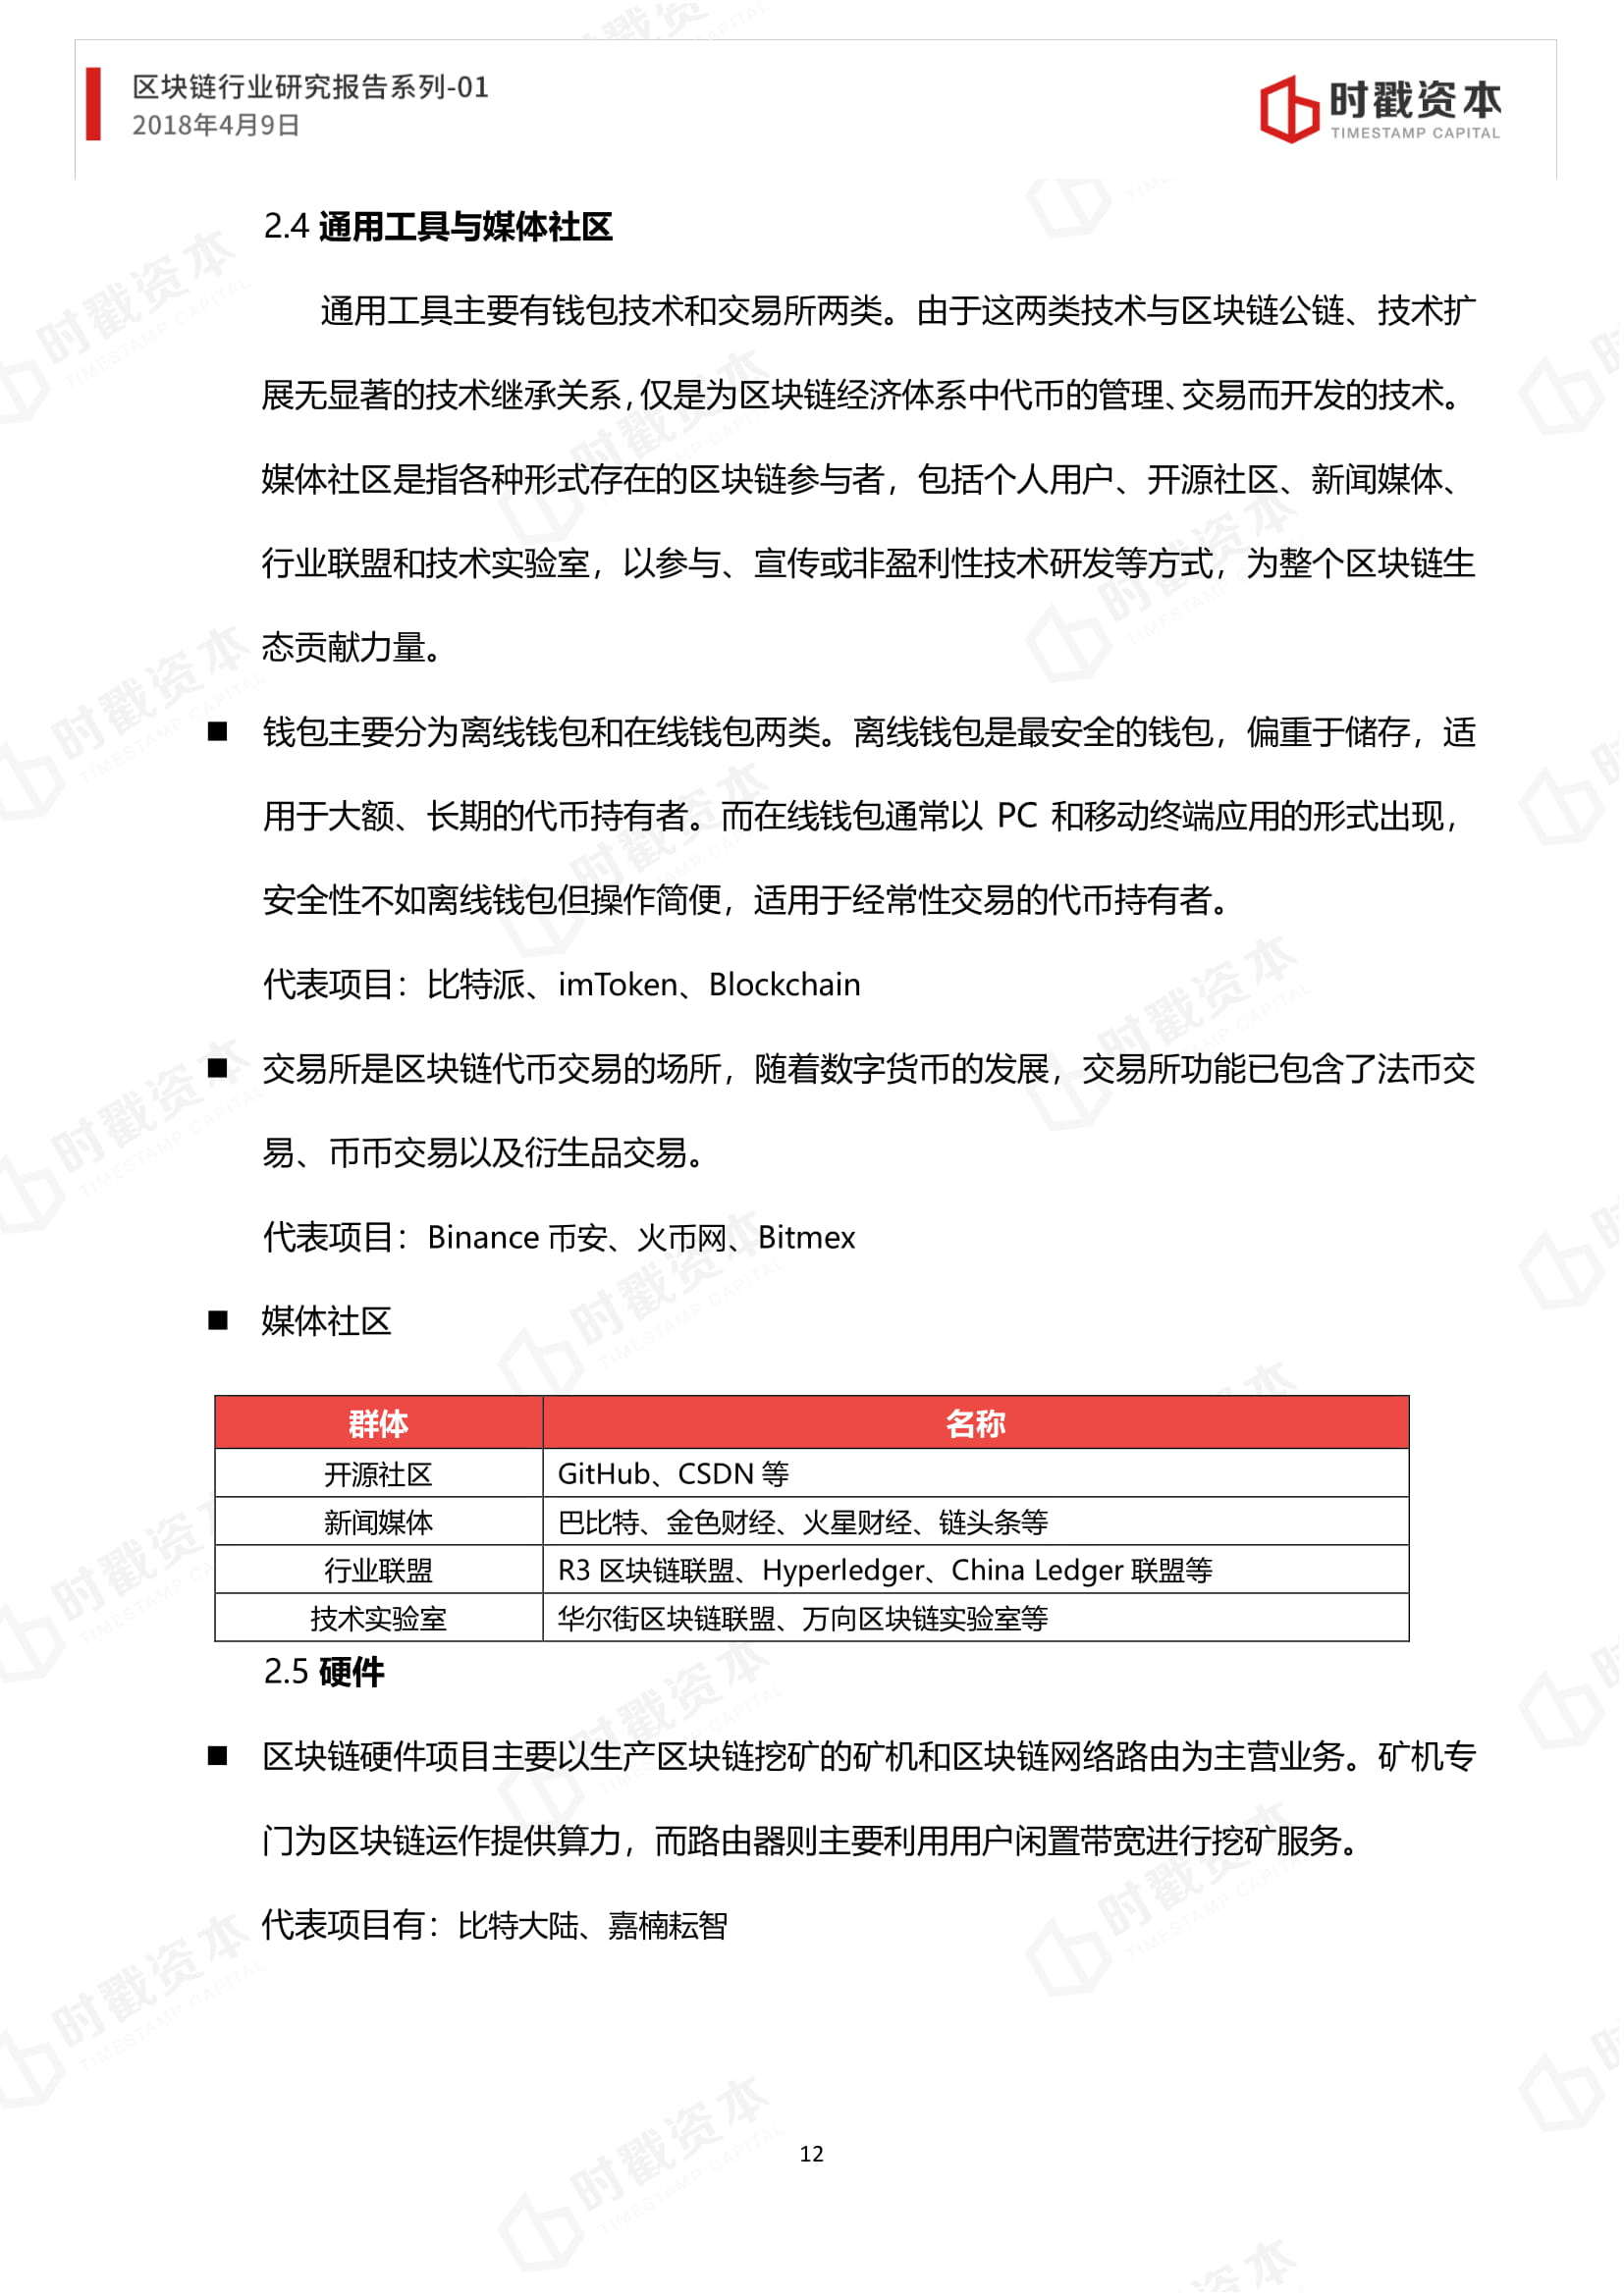 区块链行业研究报告系列-01
2018年4月9日
时戳资本
TIMESTAMP CAPITAL
2.4 通用工具与媒体社区
通用工具主要有钱包技术和交易所两类。由于这两类技术与区块链公链、技术扩
展无显著的技术继承关系,仅是为区块链经济体系中代币的管理、交易而开发的技术。
媒体社区是指各种形式存在的区块链参与者，包括个人用户、开源社区、新闻媒体、
行业联盟和技术实验室，以参与、宣传或非盈利性技术研发等方式，为整个区块链生
态贡献力量。
■ 钱包主要分为离线钱包和在线钱包两类。离线钱包是最安全的钱包，偏重于储存，适
用于大额、长期的代币持有者。而在线钱包通常以 PC 和移动终端应用的形式出现，
安全性不如离线钱包但操作简便，适用于经常性交易的代币持有者。
代表项目：比特派、imToken、Blockchain
■ 交易所是区块链代币交易的场所，随着数字货币的发展，交易所功能已包含了法币交
易、币币交易以及衍生品交易。
代表项目：Binance 币安、火币网、Bitmex
■ 媒体社区
群体 名称
开源社区 GitHub、CSDN 等
新闻媒体 巴比特、金色财经、火星财经、链头条等
行业联盟 R3 区块链联盟、Hyperledger、China Ledger 联盟等
技术实验室 华尔街区块链联盟、万向区块链实验室等
2.5 硬件
■ 区块链硬件项目主要以生产区块链挖矿的矿机和区块链网络路由为主营业务。矿机专
门为区块链运作提供算力，而路由器则主要利用用户闲置带宽进行挖矿服务。
代表项目有：比特大陆、嘉楠耘智
12